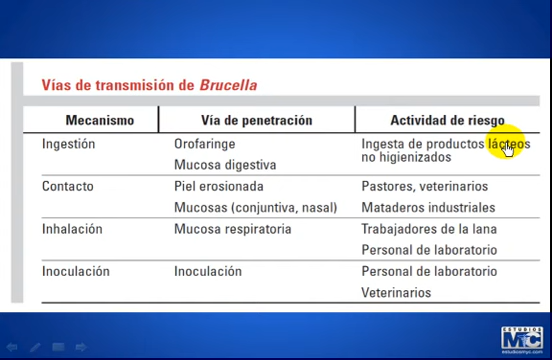 Vías de transmisión de Brucella
Mecanismo Vía de penetración Actividad de riesgo
Ingestión Orofaringe Ingesta de productos lácteos
Mucosa digestiva no higienizados
Contacto Piel erosionada Pastores, veterinarios
Mucosas (conjuntiva, nasal) Mataderos industriales
Inhalación Mucosa respiratoria Trabajadores de la lana
Personal de laboratorio
Inoculación Inoculación Personal de laboratorio
Veterinarios
ESTUDIOS
MyC
estudiosmyc.com